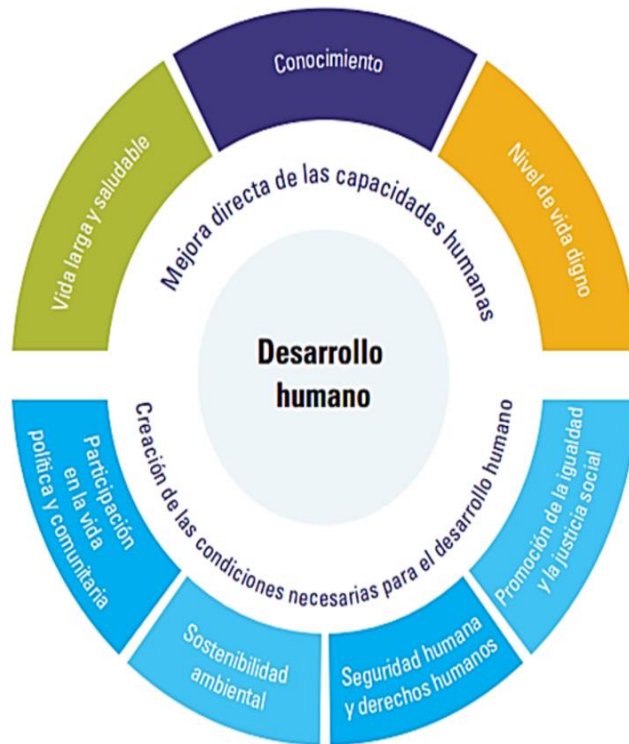 Conocimiento
Vida larga y saludable
Nivel de vida digno
Mejora directa de las capacidades humanas
Desarrollo
humano
Creación de las condiciones necesarias para el desarrollo humano
Participación
en la vida
política y comunitaria
Sostenibilidad
ambiental
Seguridad humana
y derechos humanos
Promoción de la igualdad
y la justicia social